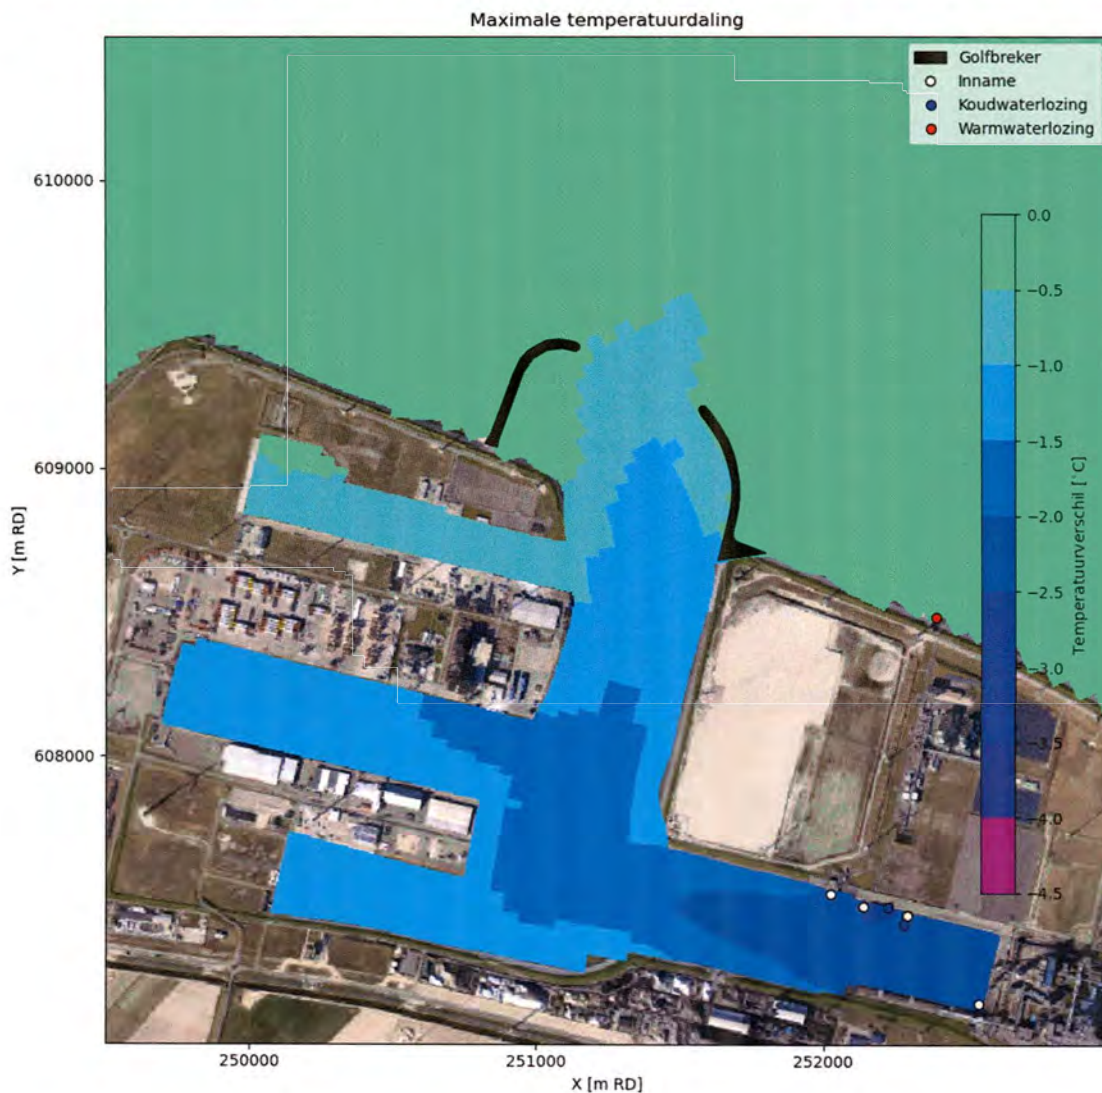 Maximale temperatuurdaling
Golfbreker
Inname
Koudwaterlozing
Warmwaterlozing
610000
609000
608000
Y [m RD]
0.0
−0.5
−1.0
−1.5
−2.0
−2.5
−3.0
−3.5
−4.0
−4.5
Temperatuurverschil [°C]
250000
251000
252000
X [m RD]